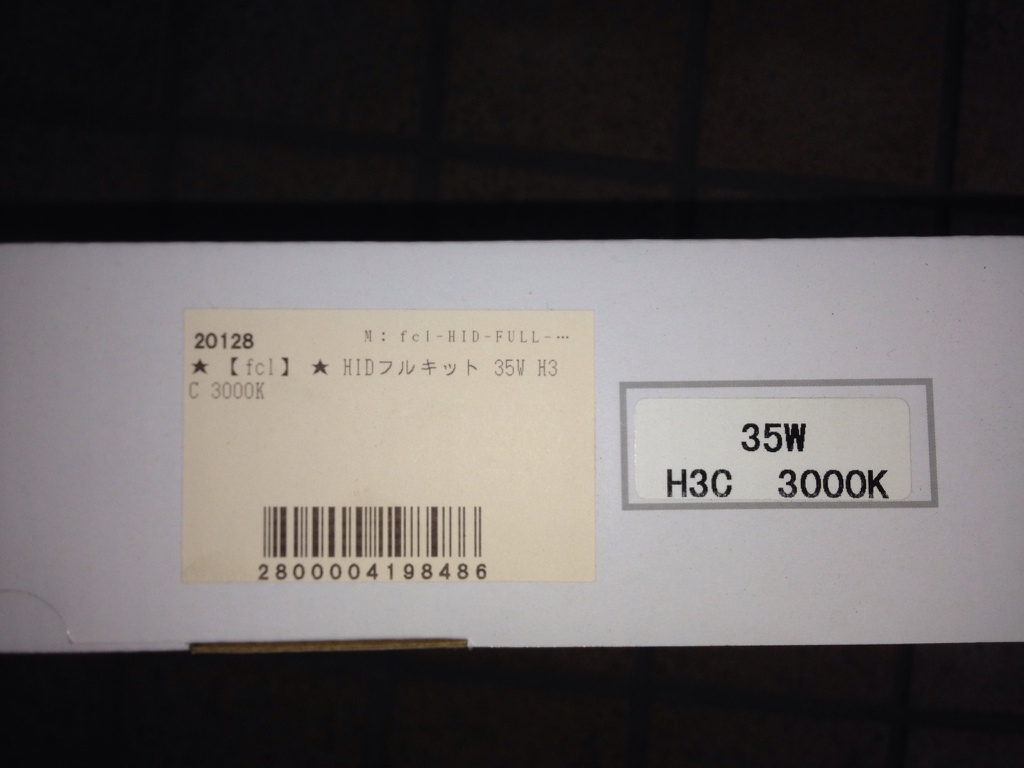 20128 M: fcl-HID-FULL-…
★【fcl】★ HIDフルキット 35W H3
C 3000K
2800004198486
35W
H3C 3000K